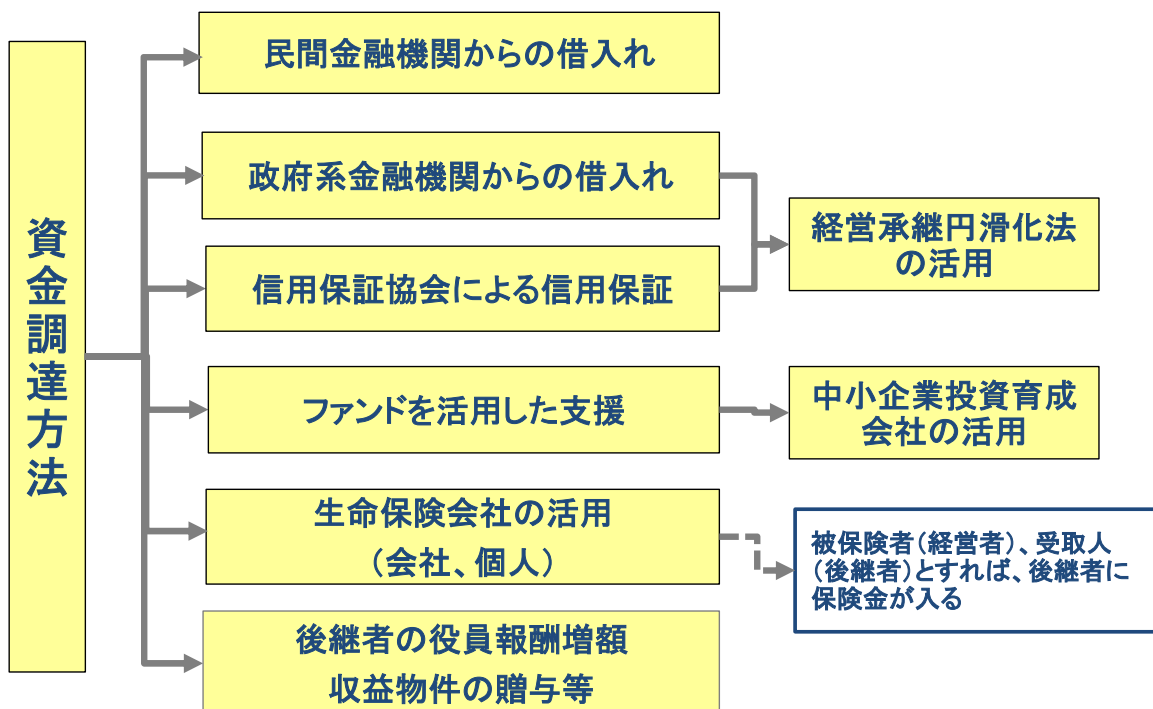 資金調達方法
民間金融機関からの借入れ
政府系金融機関からの借入れ
信用保証協会による信用保証
経営承継円滑化法
の活用
ファンドを活用した支援
中小企業投資育成
会社の活用
生命保険会社の活用
(会社、個人)
被保険者(経営者)、受取人
(後継者)とすれば、後継者に
保険金が入る
後継者の役員報酬増額
収益物件の贈与等